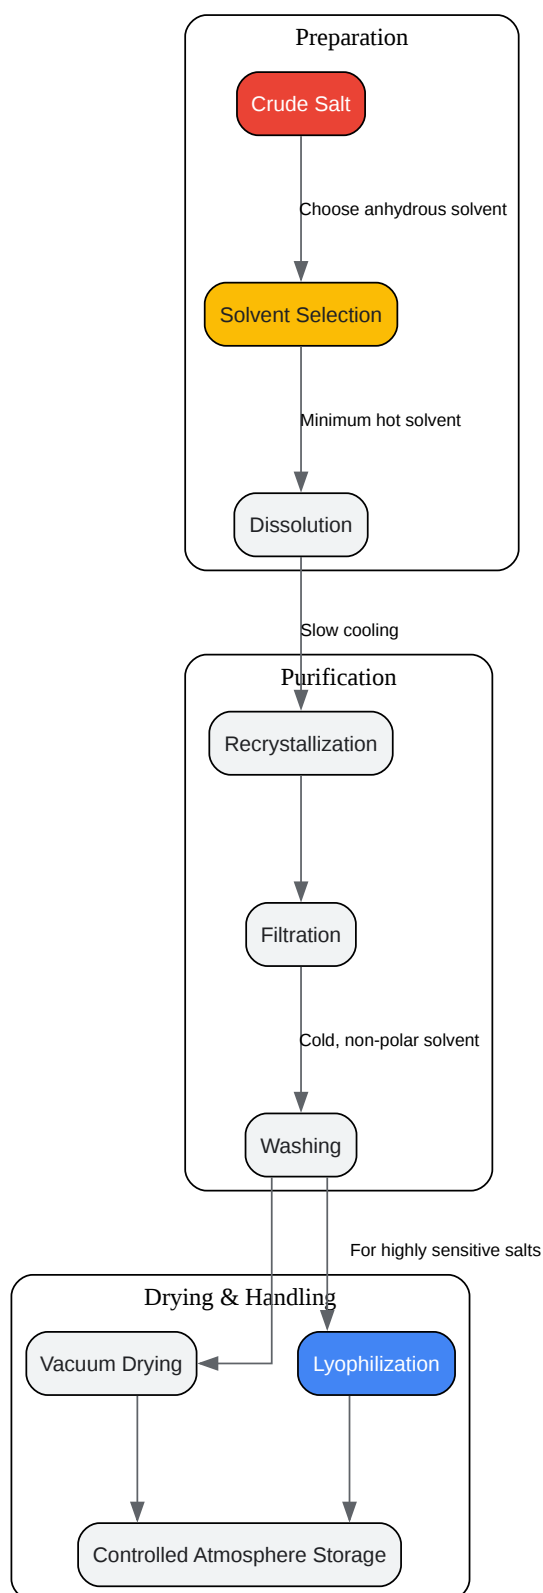 Preparation
Crude Salt
Choose anhydrous solvent
Solvent Selection
Minimum hot solvent
Dissolution
Slow cooling
Purification
Recrystallization
Filtration
Cold, non-polar solvent
Washing
For highly sensitive salts
Drying & Handling
Vacuum Drying
Lyophilization
Controlled Atmosphere Storage